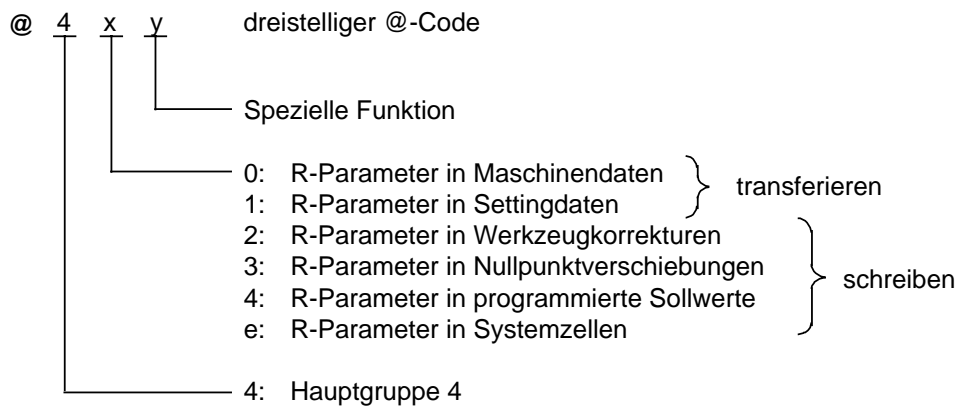 @ 4 x y dreistelliger @-Code
Spezielle Funktion
0: R-Parameter in Maschinendaten
1: R-Parameter in Settingdaten
transferieren
2: R-Parameter in Werkzeugkorrekturen
3: R-Parameter in Nullpunktverschiebungen
4: R-Parameter in programmierte Sollwerte
e: R-Parameter in Systemzellen
schreiben
4: Hauptgruppe 4